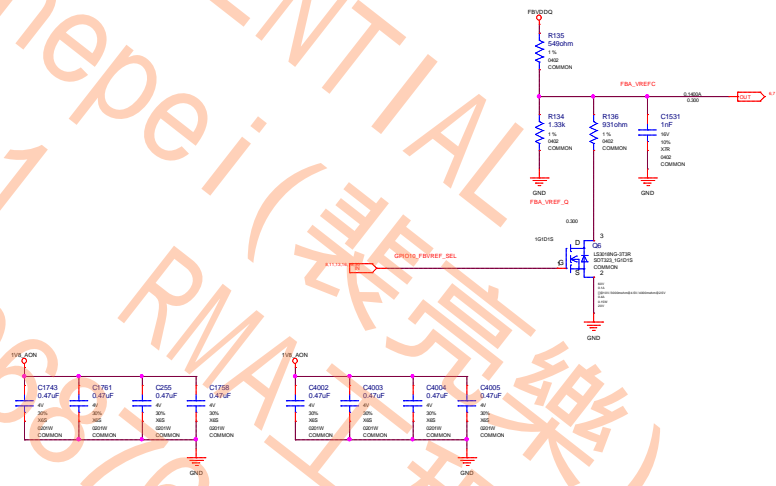 FBVDDQ
R135
549ohm
1 %
0402
COMMON
FBA_VREFC
0.1400A
0.300
OUT
R134
1.33k
1 %
0402
COMMON
R136
931ohm
1 %
0402
COMMON
C1531
1nF
16V
10%
X7R
0402
COMMON
GND
GND
FBA_VREF_Q
0.300
1G1D1S
D
3
Q6
G
S
2
SOT323_1G1D1S
COMMON
GPIO10_FBVREF_SEL
IN
GND
1V8_AON
C1743
0.47uF
4V
30%
X6S
0201W
COMMON
C1761
0.47uF
4V
30%
X6S
0201W
COMMON
C255
0.47uF
4V
30%
X6S
0201W
COMMON
C1758
0.47uF
4V
30%
X6S
0201W
COMMON
GND
1V8_AON
C4002
0.47uF
4V
30%
X6S
0201W
COMMON
C4003
0.47uF
4V
30%
X6S
0201W
COMMON
C4004
0.47uF
4V
30%
X6S
0201W
COMMON
C4005
0.47uF
4V
30%
X6S
0201W
COMMON
GND